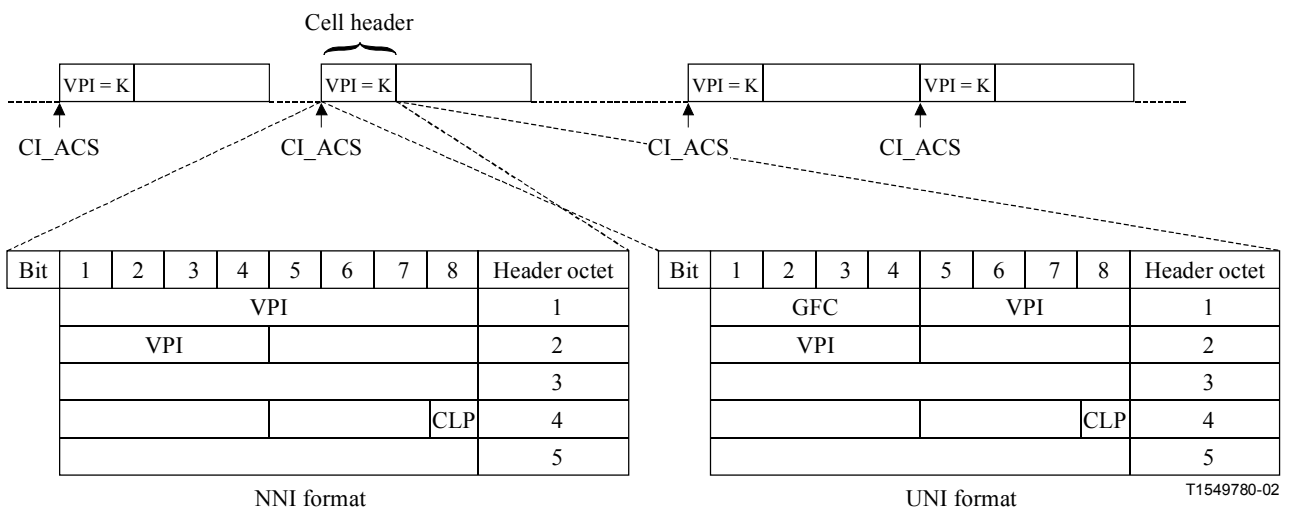 Cell header
VPI = K VPI = K VPI = K VPI = K
CI_ACS CI_ACS CI_ACS CI_ACS
Bit 1 2 3 4 5 6 7 8 Header octet
VPI 1
VPI 2
3
CLP 4
5
NNI format
Bit 1 2 3 4 5 6 7 8 Header octet
GFC VPI 1
VPI 2
3
CLP 4
5
UNI format
T1549780-02